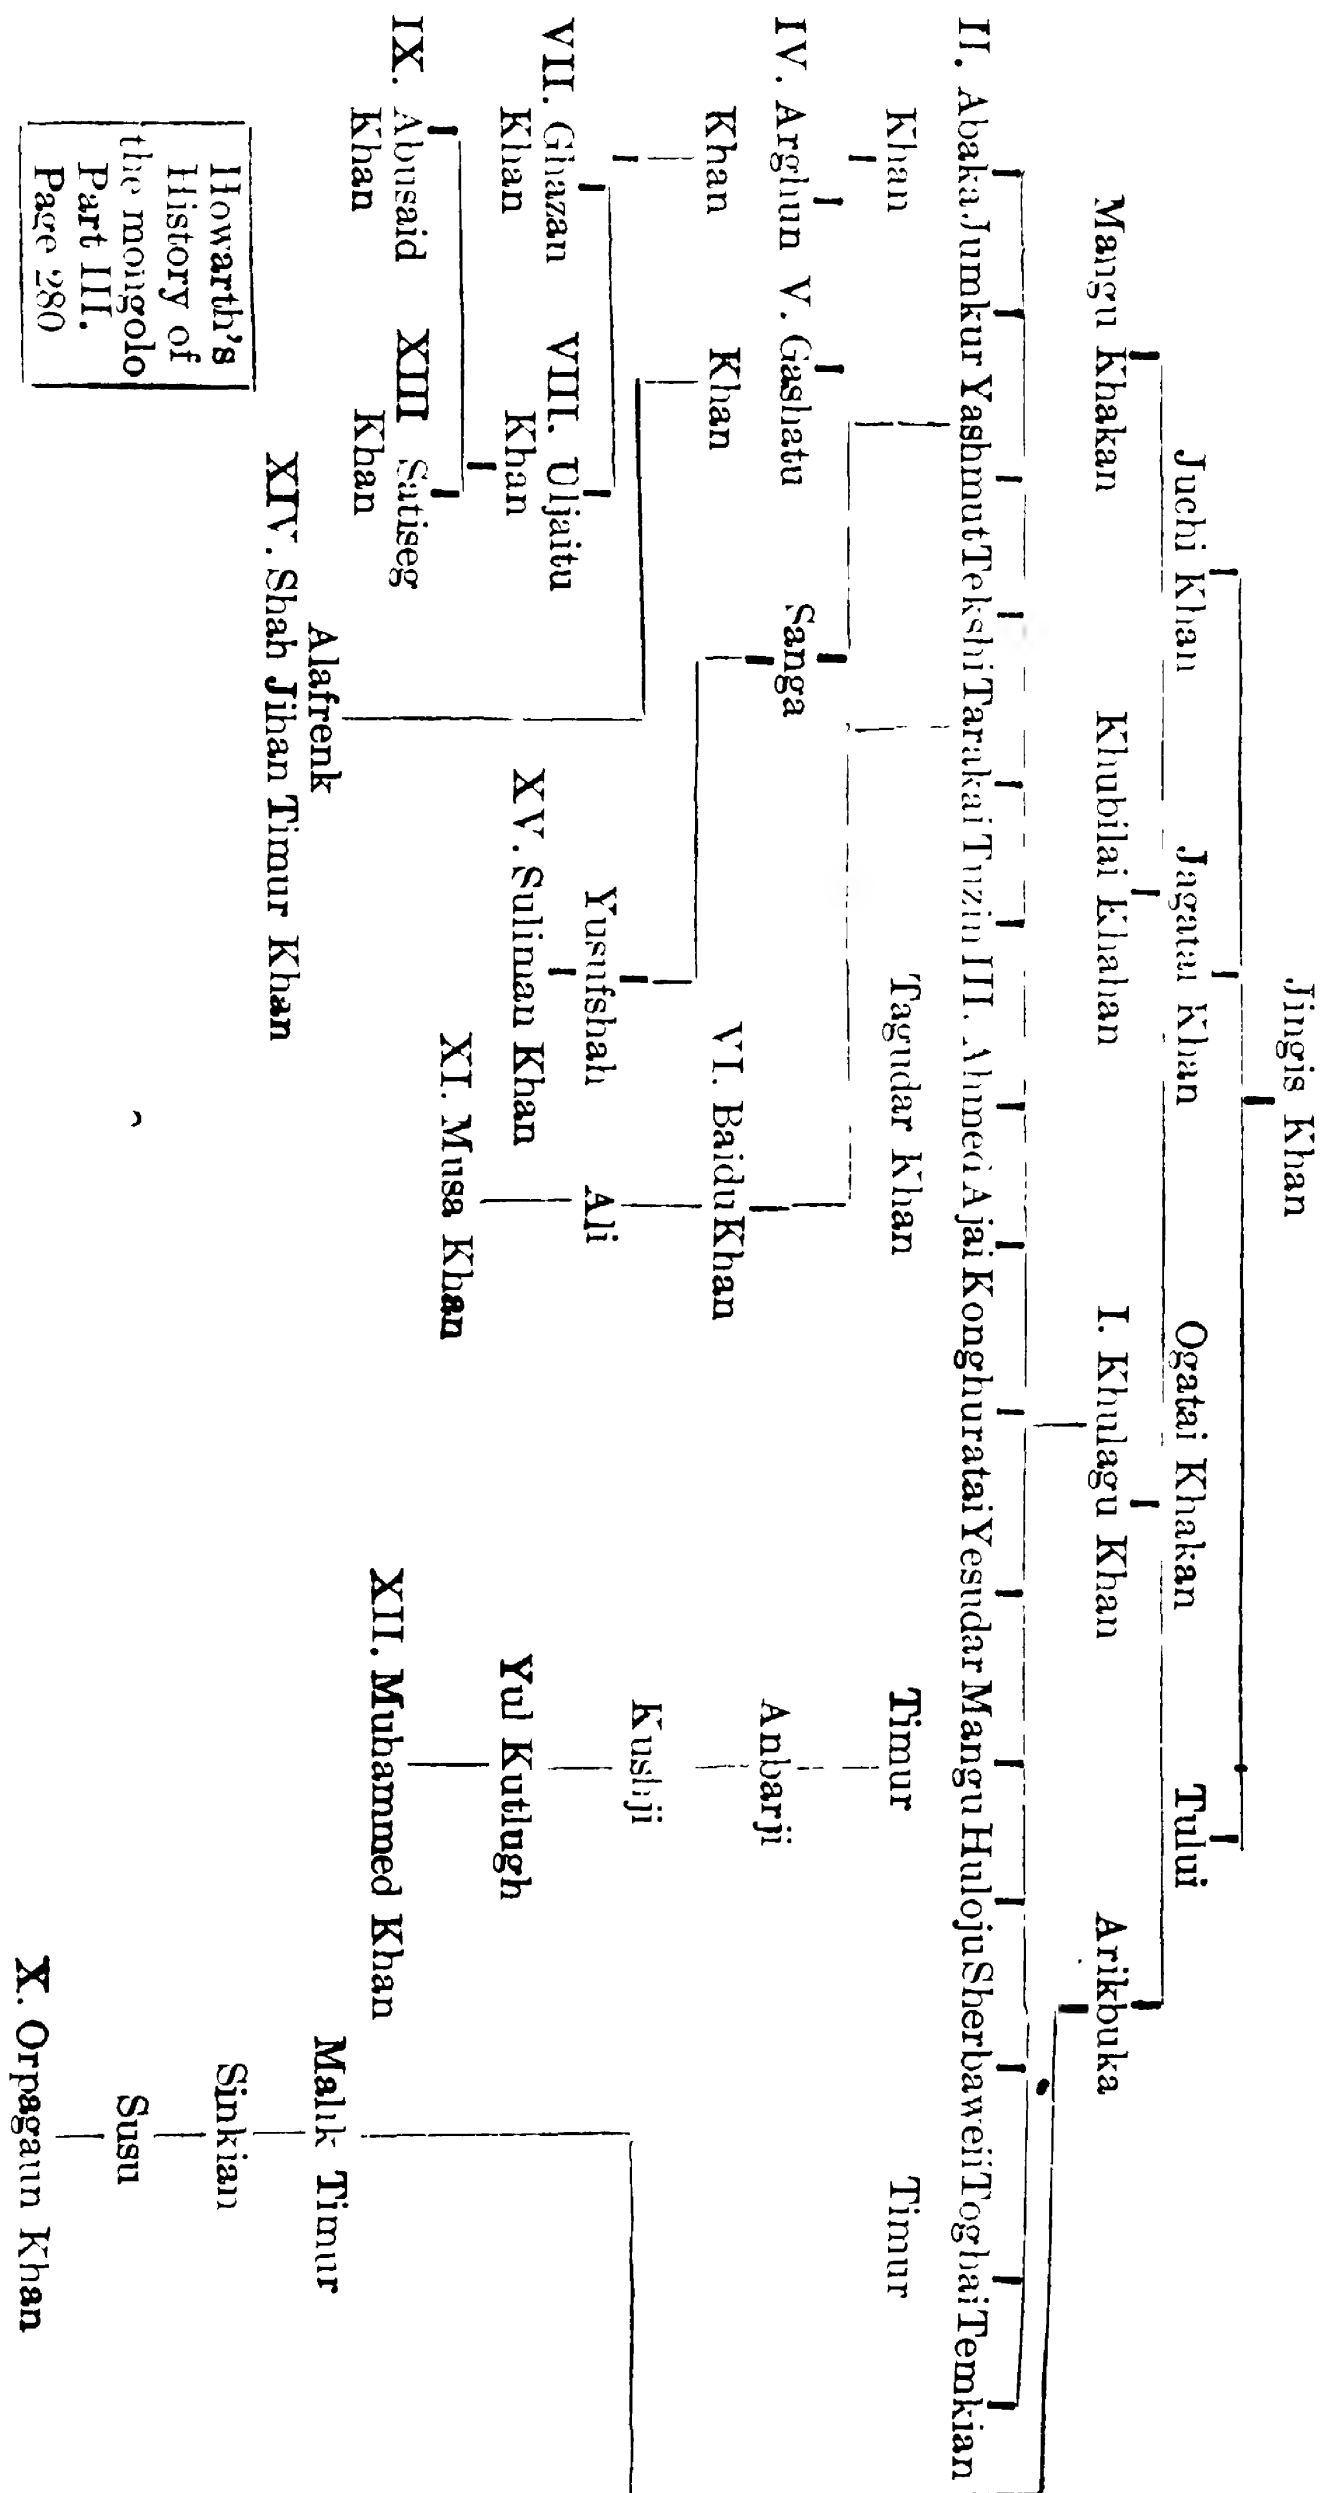 Jingis Khan
Juchi Khan Jagatai Khan Ogatai Khakan Tului
Mangu Khakan Khubilai Khahan I. Khulagu Khan Arikbuka
II. Abaka Jumkur Yashmut Tekshi Tarakai Tuzin III. Ahmed Ajai Konghuratai Yesudar Mangu Huloju Sherbaweii Toghai Temkian
Khan Tagudar Khan Timur Timur
IV. Arghun V. Gashatu Sanga Anbarji
Khan Khan VI. Baidu Khan
Kushji
VII. Ghazan VIII. Uljaitu Yusufshah Ali
Khan Khan XV. Suliman Khan Yul Kutlugh
XI. Musa Khan
IX. Abusaid XIII Satiseg XII. Muhammed Khan
Khan Khan
Alafrenk Malik Timur
XIV. Shah Jihan Timur Khan
Sinkian
Susu
X. Orpagaun Khan
Howarth's
History of
the mongolo
Part III.
Page 280